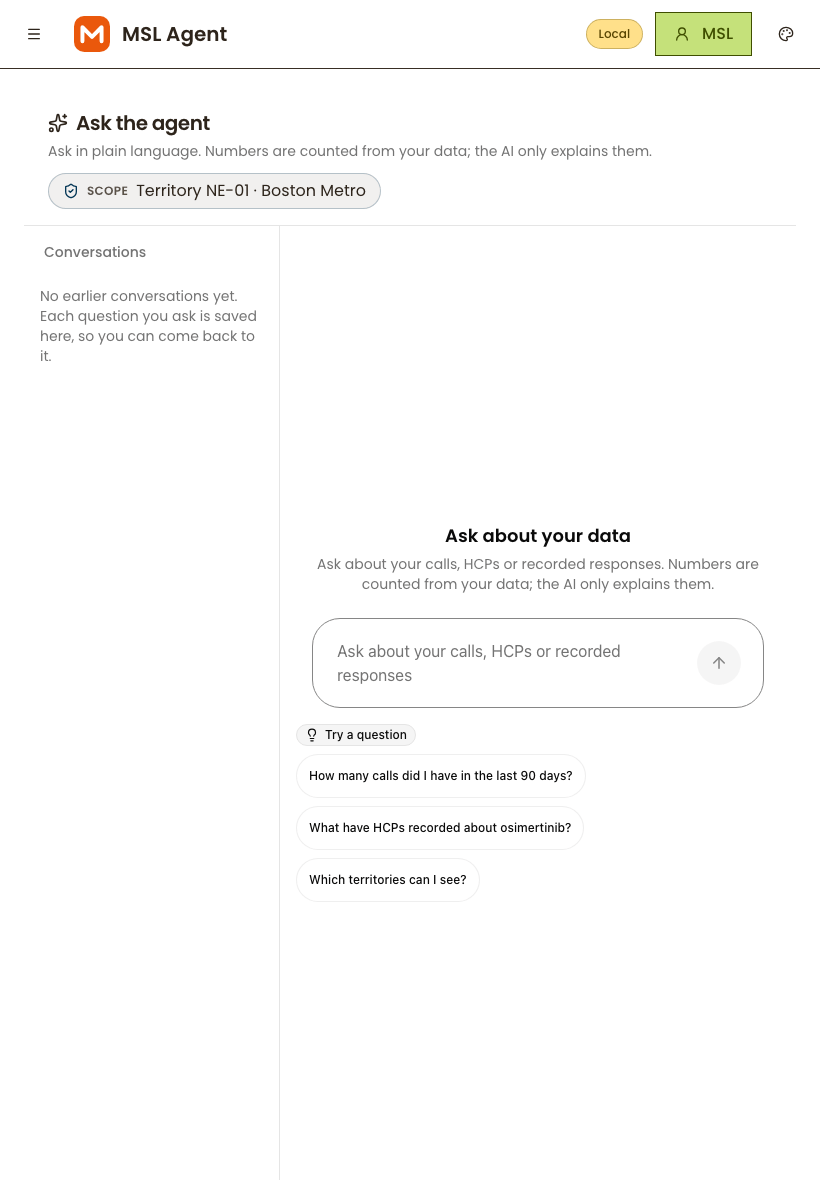 MSL Agent
Local
MSL
Ask the agent
Ask in plain language. Numbers are counted from your data; the AI only explains them.
SCOPE Territory NE-01 · Boston Metro
Conversations
No earlier conversations yet.
Each question you ask is saved
here, so you can come back to
it.
Ask about your data
Ask about your calls, HCPs or recorded responses. Numbers are
counted from your data; the AI only explains them.
Ask about your calls, HCPs or recorded
responses
Try a question
How many calls did I have in the last 90 days?
What have HCPs recorded about osimertinib?
Which territories can I see?